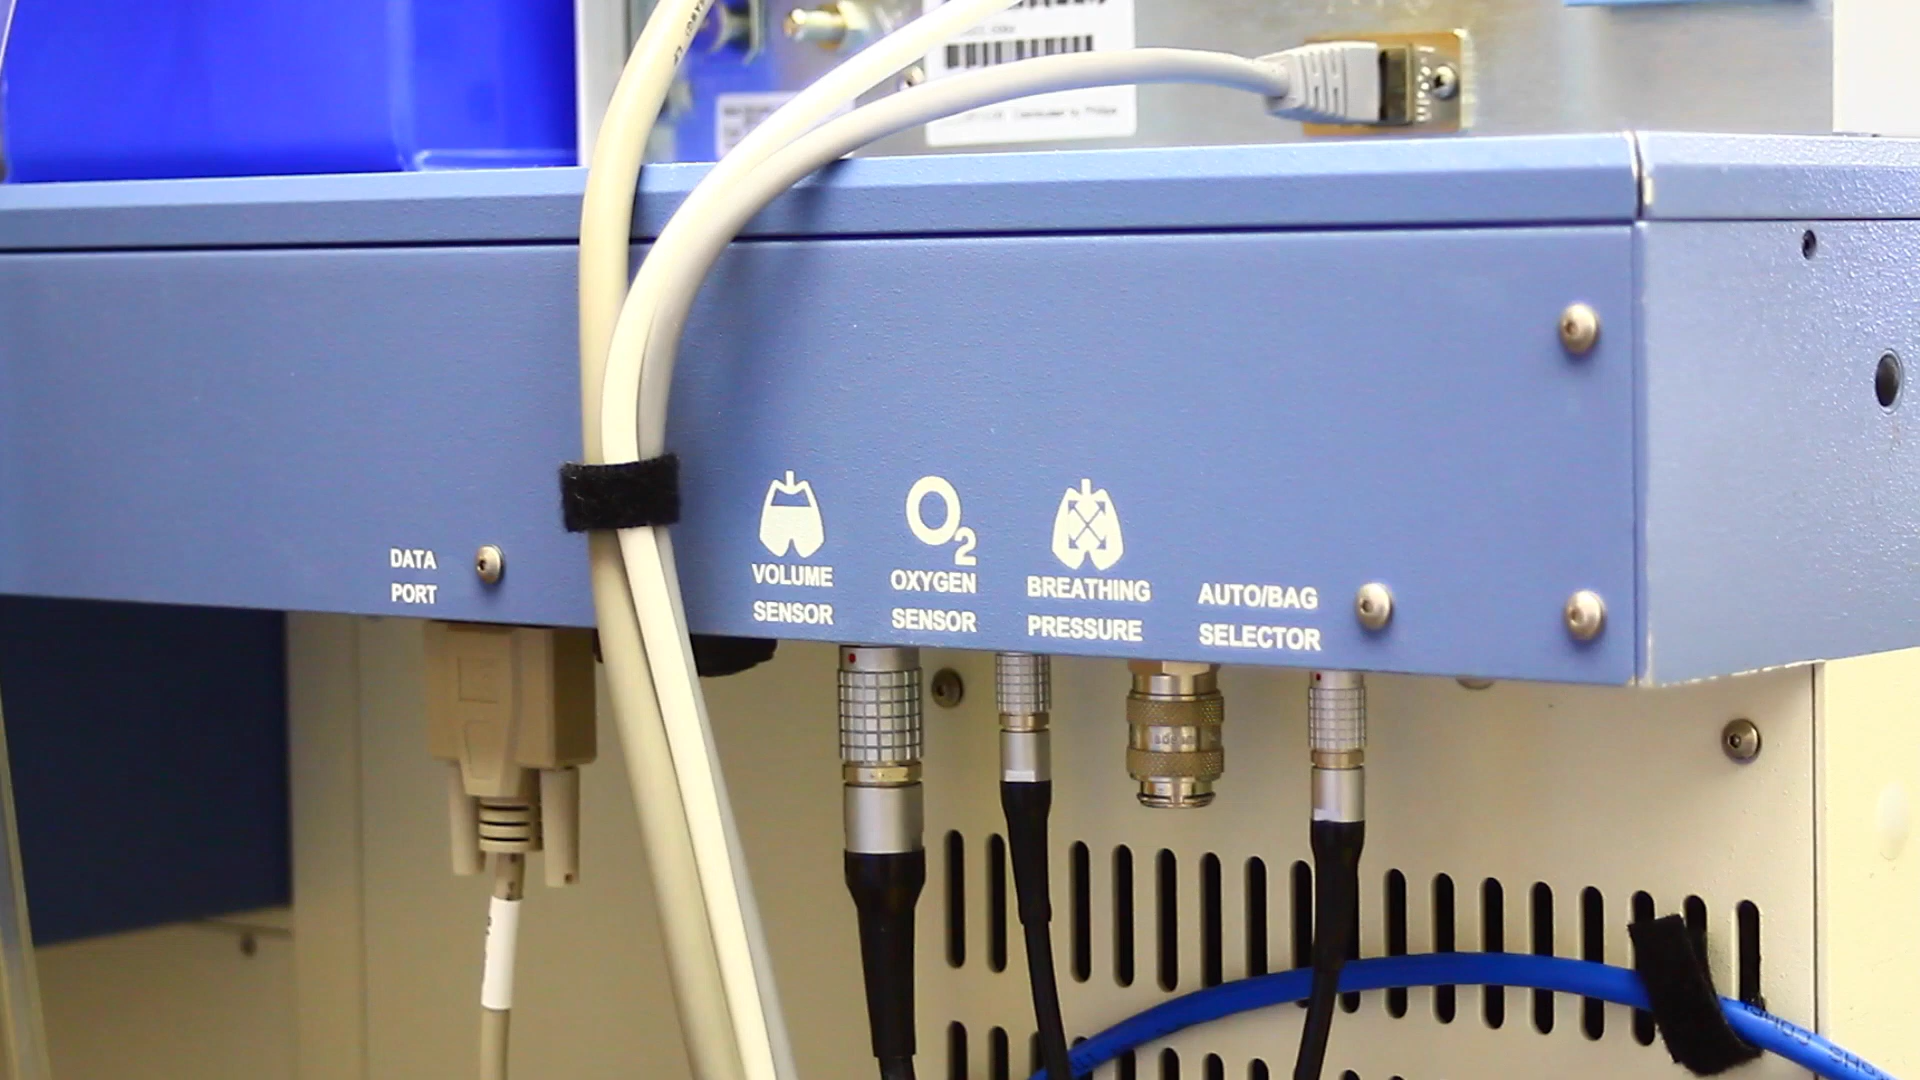 DATA
PORT
VOLUME
SENSOR
O2
OXYGEN
SENSOR
BREATHING
PRESSURE
AUTO/BAG
SELECTOR